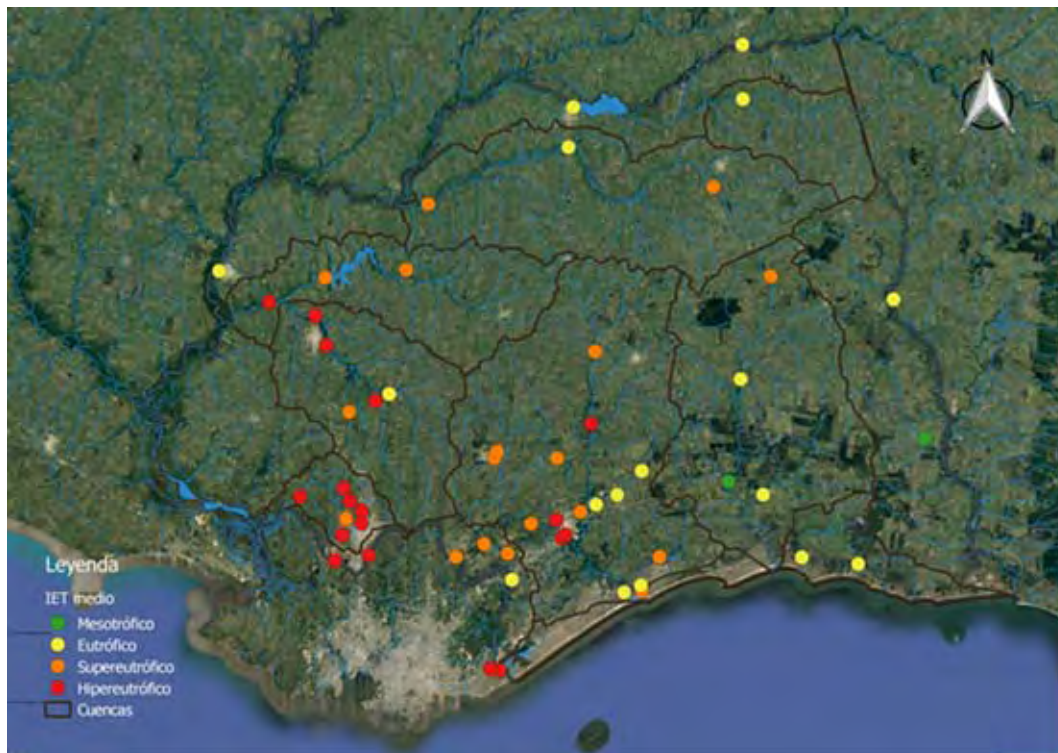 N
Leyenda
IET medio
Mesotrófico
Eutrófico
Supereutrófico
Hipereutrófico
Cuencas